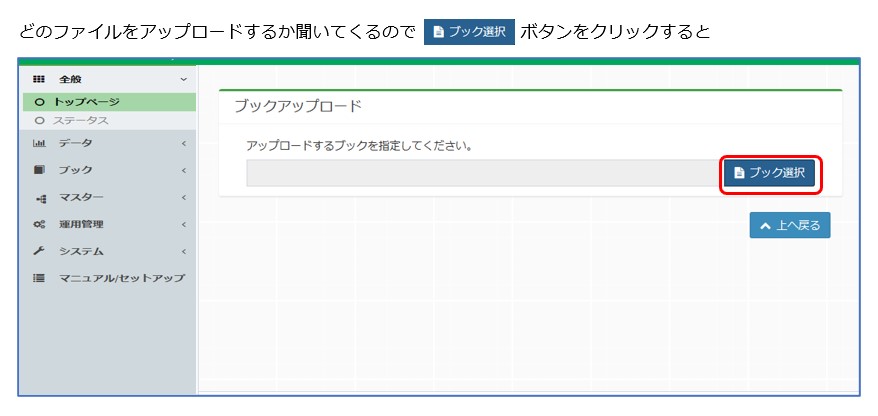 どのファイルをアップロードするか聞いてくるので ブック選択 ボタンをクリックすると
全般
トップページ
ステータス
データ
ブック
マスター
運用管理
システム
マニュアル/セットアップ
ブックアップロード
アップロードするブックを指定してください。
ブック選択
上へ戻る